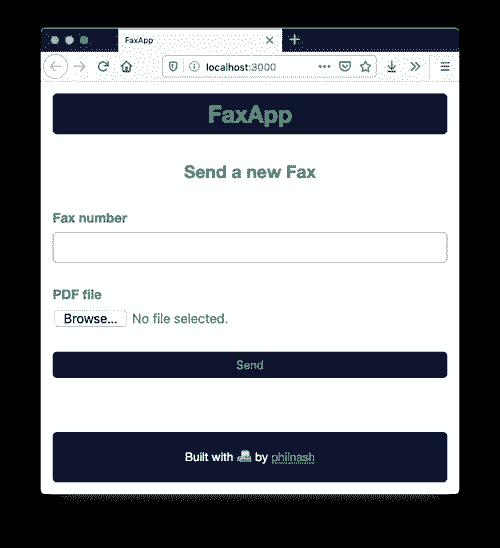 FaxApp
localhost:3000
FaxApp
Send a new Fax
Fax number
PDF file
Browse... No file selected.
Send
Built with 📠 by philnash